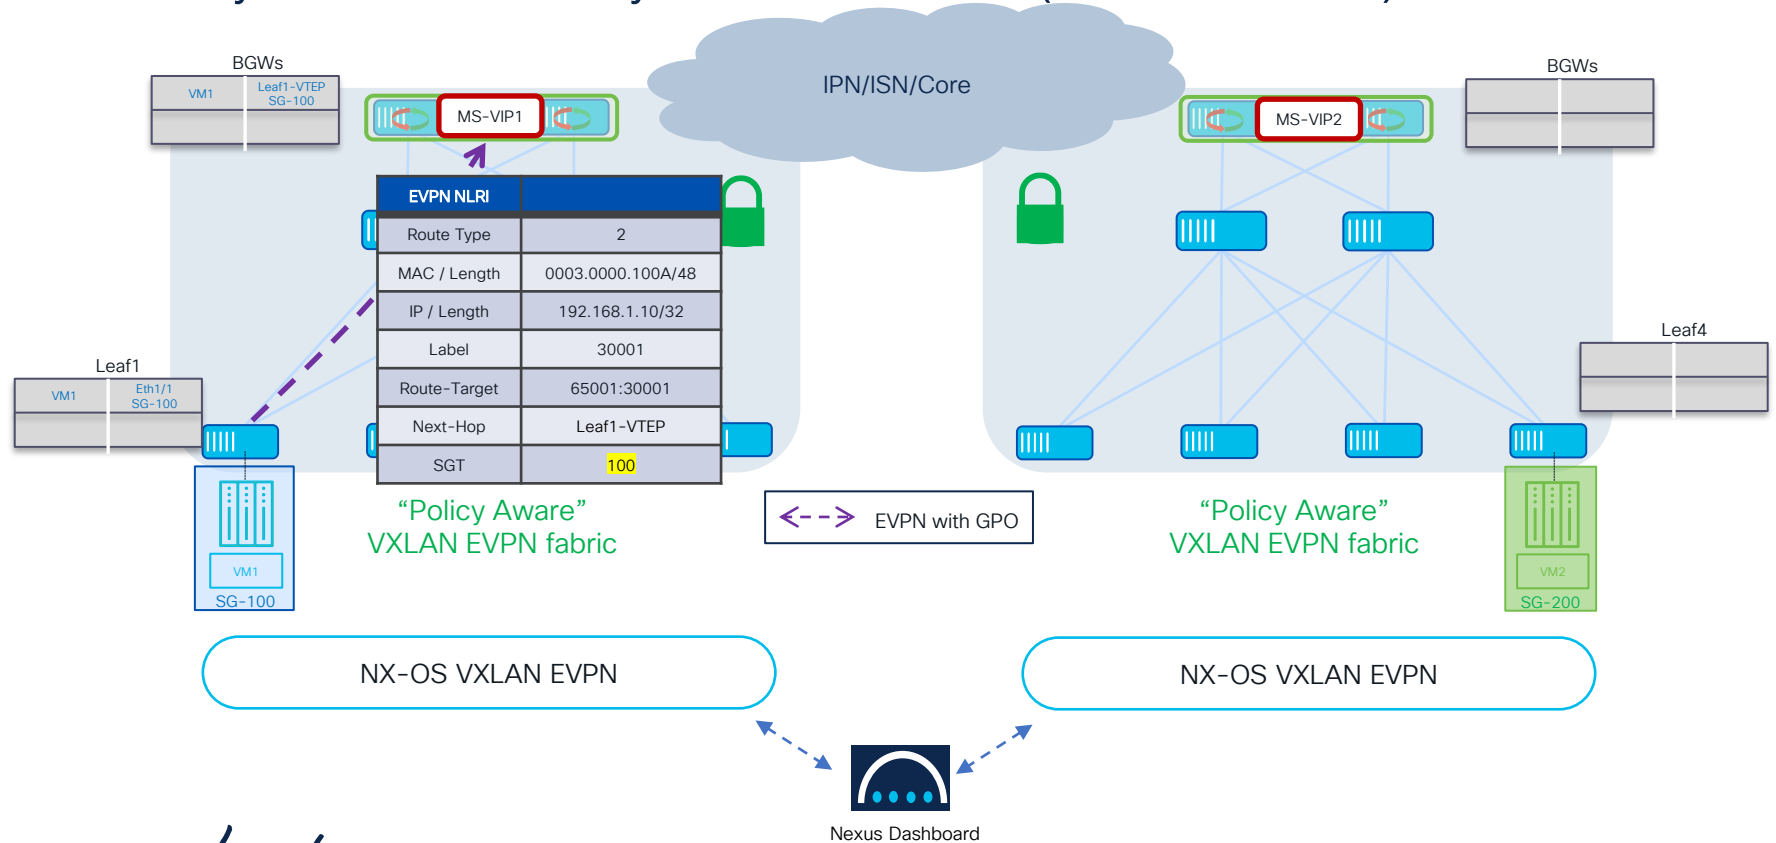 BGWs
VM1
Leaf1-VTEP
SG-100
MS-VIP1
IPN/ISN/Core
BGWs
MS-VIP2
EVPN NLRI
Route Type 2
MAC / Length 0003.0000.100A/48
IP / Length 192.168.1.10/32
Label 30001
Route-Target 65001:30001
Next-Hop Leaf1-VTEP
SGT 100
Leaf1
VM1
Eth1/1
SG-100
Leaf4
VM1
SG-100
“Policy Aware”
VXLAN EVPN fabric
EVPN with GPO
“Policy Aware”
VXLAN EVPN fabric
VM2
SG-200
NX-OS VXLAN EVPN
NX-OS VXLAN EVPN
Nexus Dashboard